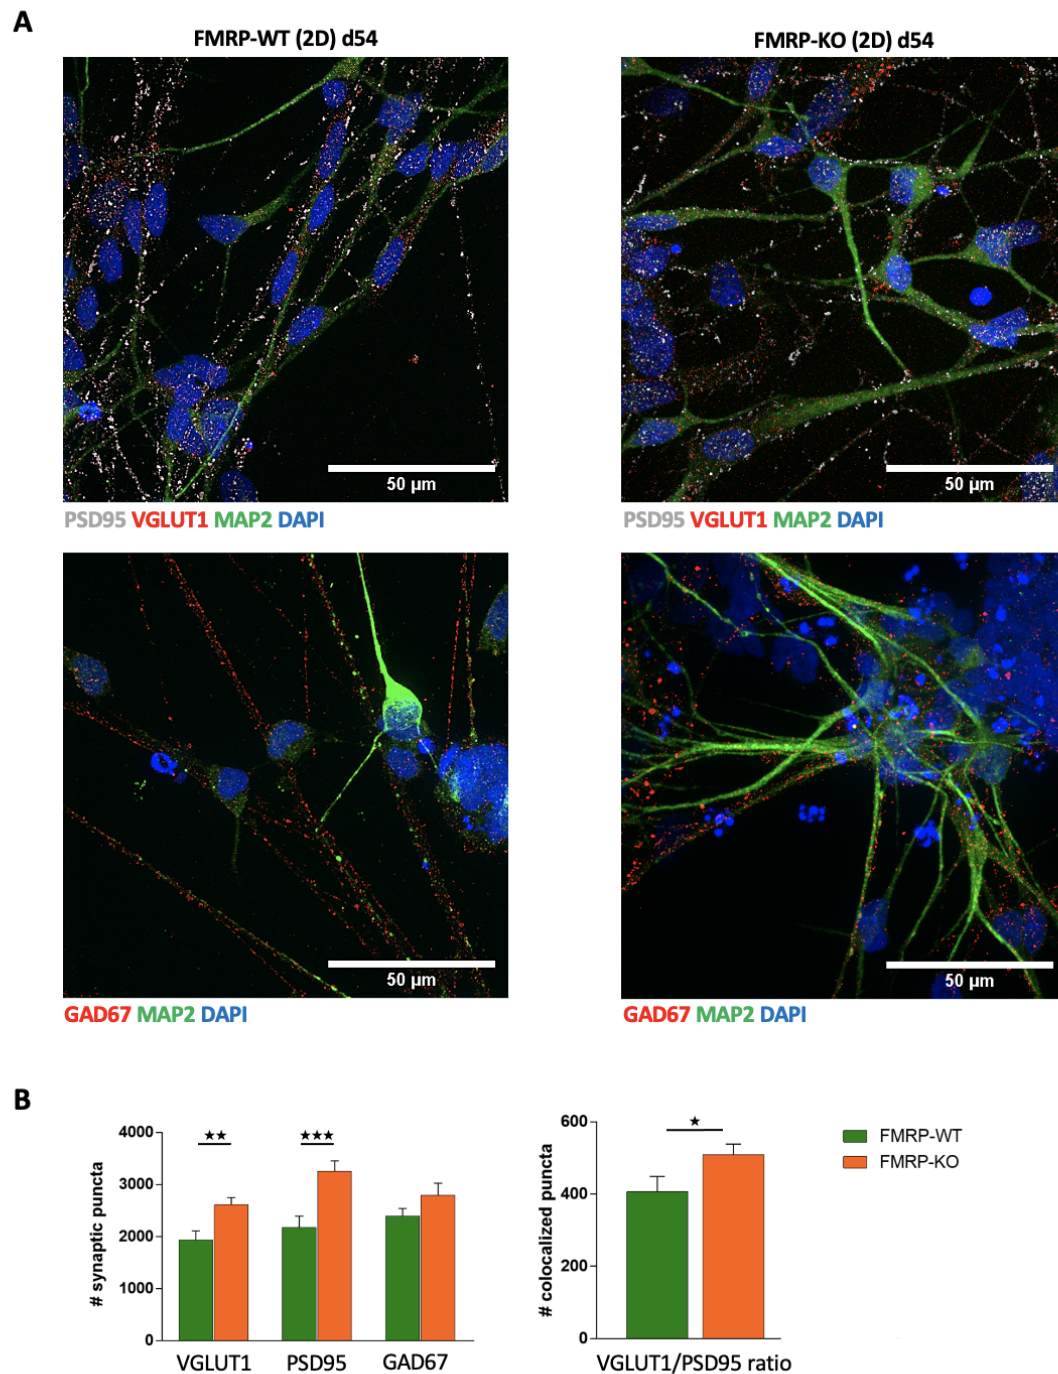 A
FMRP-WT (2D) d54
FMRP-KO (2D) d54
50 μm
50 μm
PSD95 VGLUT1 MAP2 DAPI
PSD95 VGLUT1 MAP2 DAPI
50 μm
50 μm
GAD67 MAP2 DAPI
GAD67 MAP2 DAPI
B
# synaptic puncta
4000
3000
2000
1000
0
★★
★★★
VGLUT1
PSD95
GAD67
# colocalized puncta
600
400
200
0
★
VGLUT1/PSD95 ratio
FMRP-WT
FMRP-KO